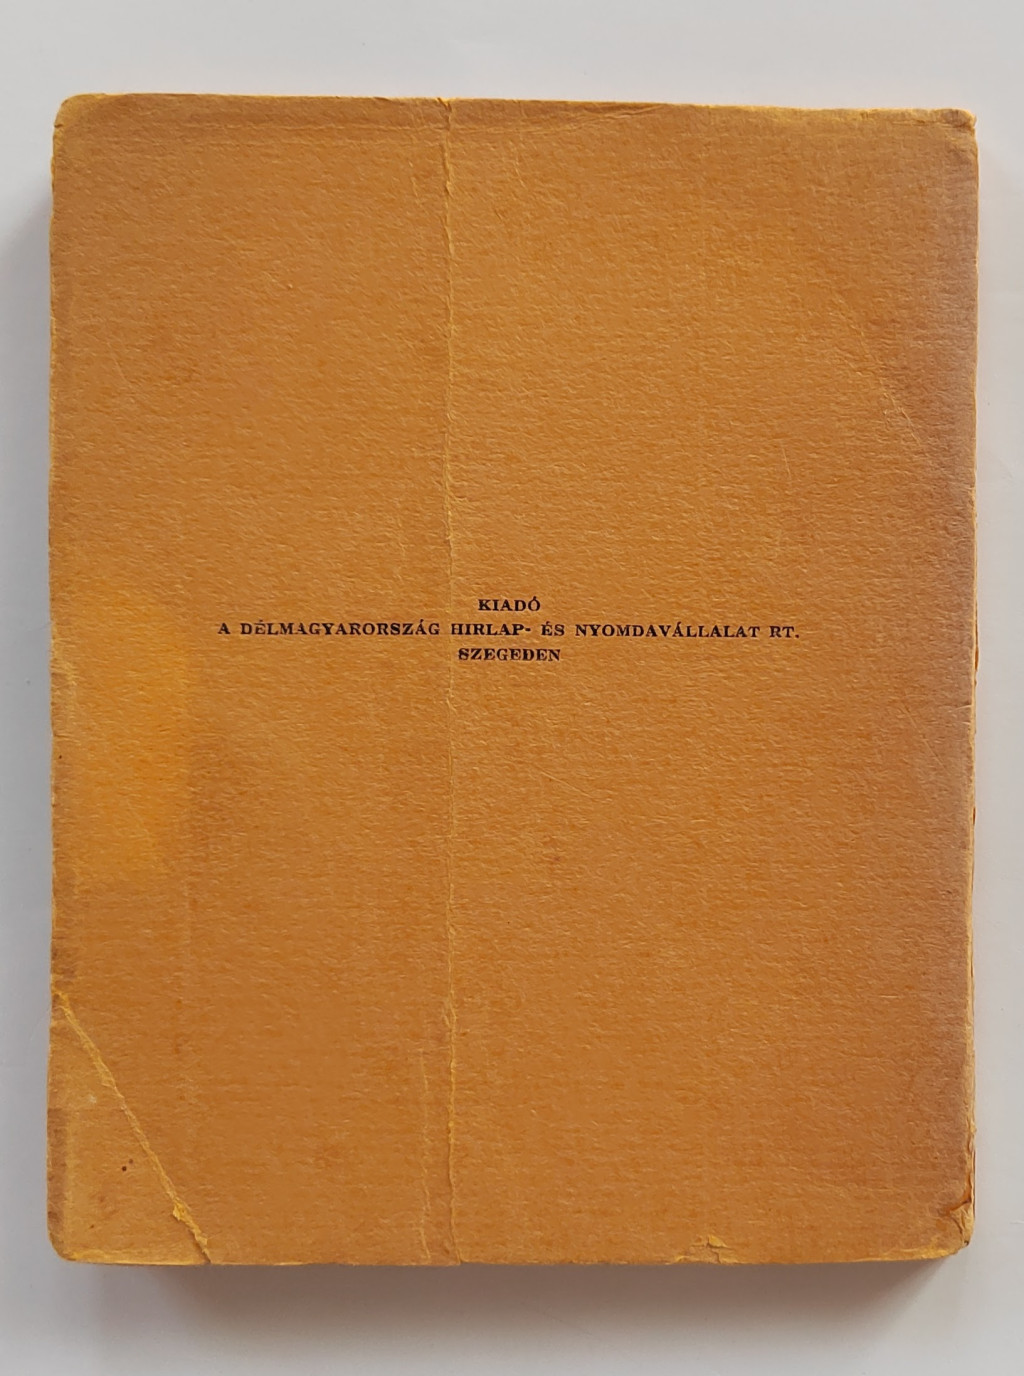 KIADÓ
A DÉLMAGYARORSZÁG HIRLAP- ÉS NYOMDAVÁLLALAT RT.
SZEGEDEN